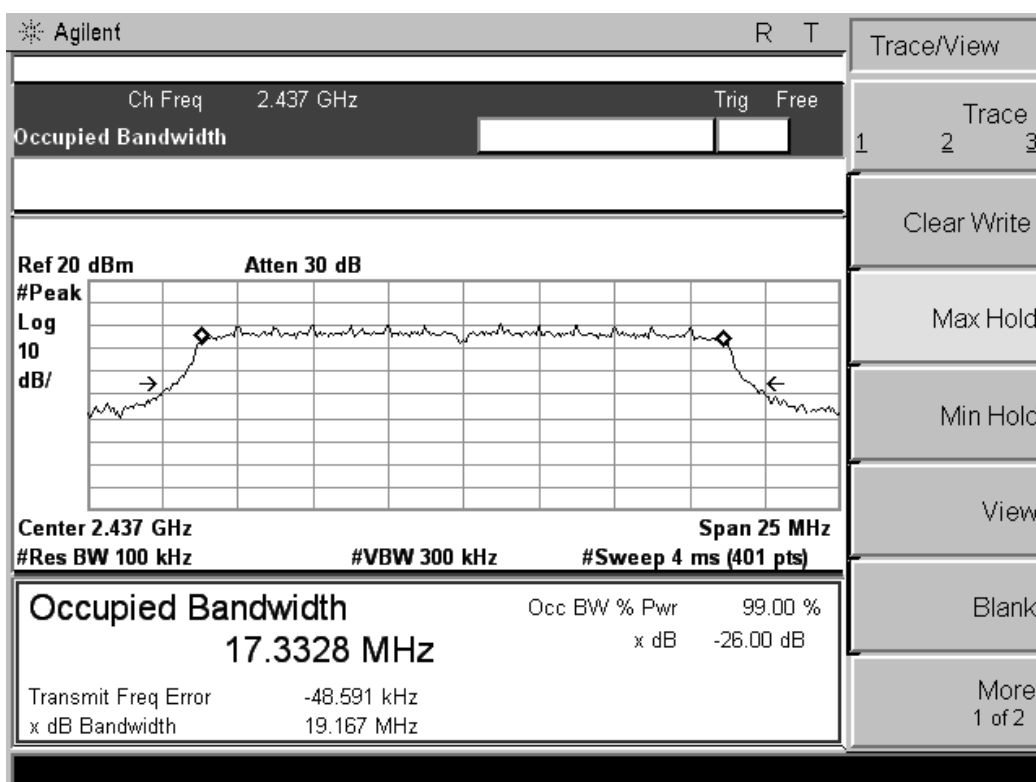 Agilent R T
Trace/View
Ch Freq 2.437 GHz Trig Free
Occupied Bandwidth
Trace
1 2 3
Clear Write
Ref 20 dBm Atten 30 dB
#Peak
Log
10
dB/
Max Hold
Min Hold
View
Center 2.437 GHz Span 25 MHz
#Res BW 100 kHz #VBW 300 kHz #Sweep 4 ms (401 pts)
Occupied Bandwidth
17.3328 MHz
Occ BW % Pwr 99.00 %
x dB -26.00 dB
Transmit Freq Error -48.591 kHz
x dB Bandwidth 19.167 MHz
Blank
More
1 of 2